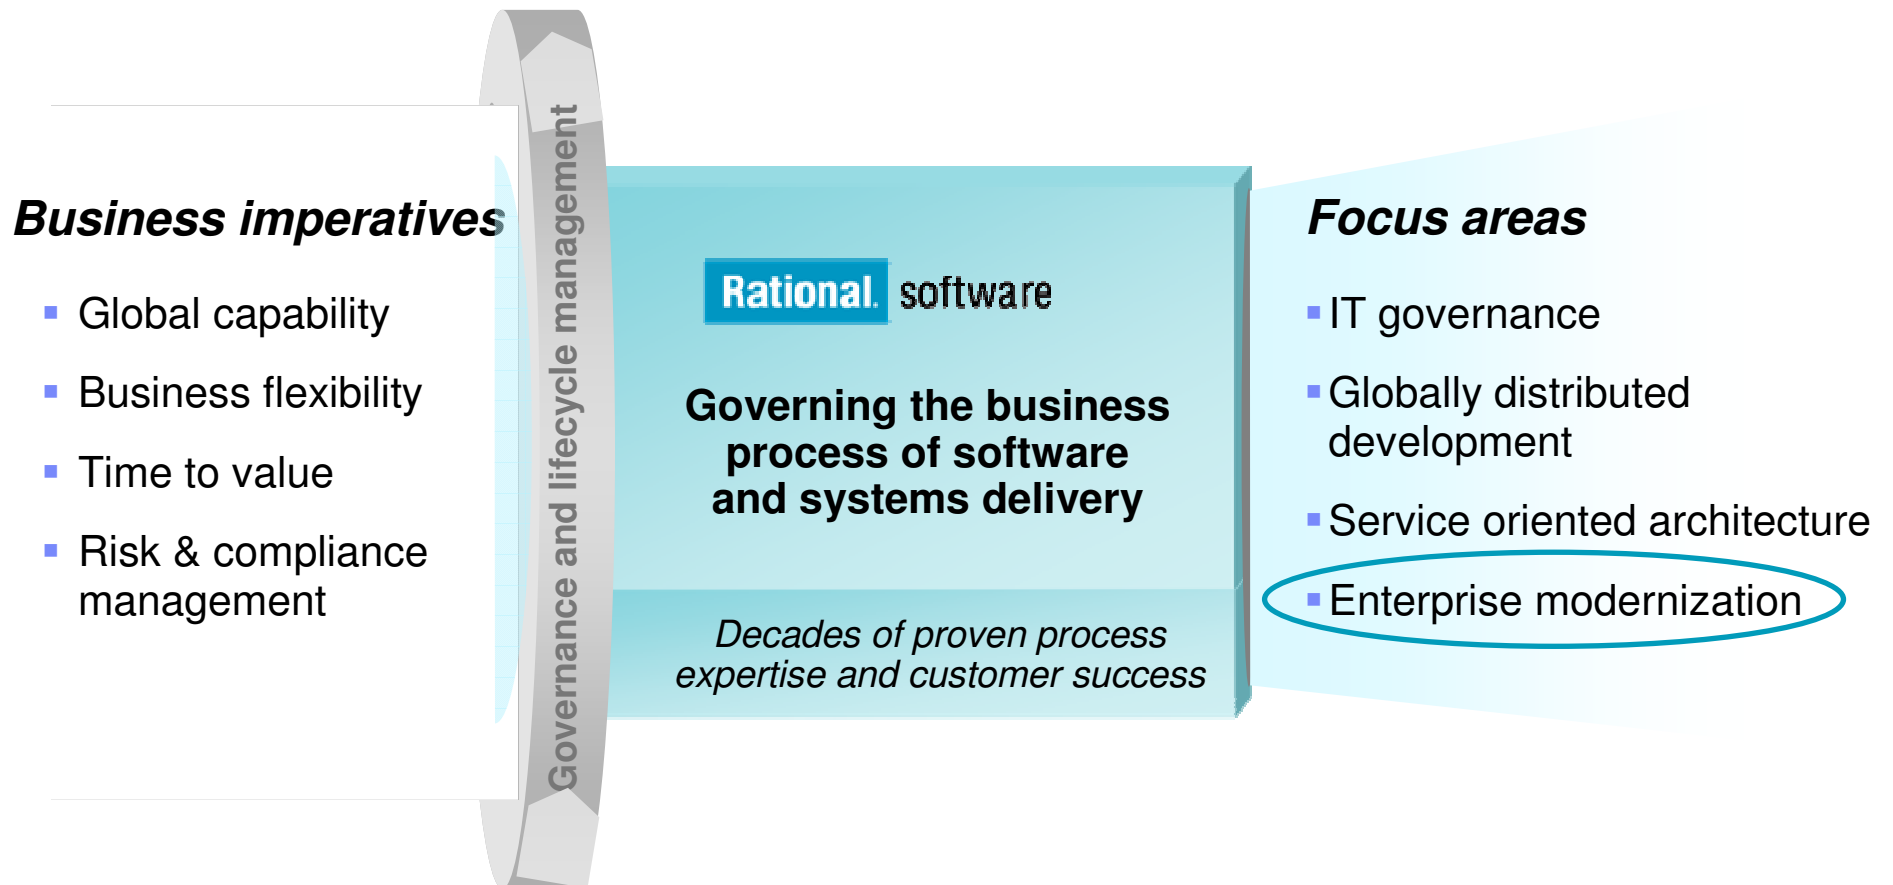 Business imperatives
Global capability
Business flexibility
Time to value
Risk & compliance
management
Governance and lifecycle management
Rational. software
Governing the business
process of software
and systems delivery
Decades of proven process
expertise and customer success
Focus areas
IT governance
Globally distributed
development
Service oriented architecture
Enterprise modernization